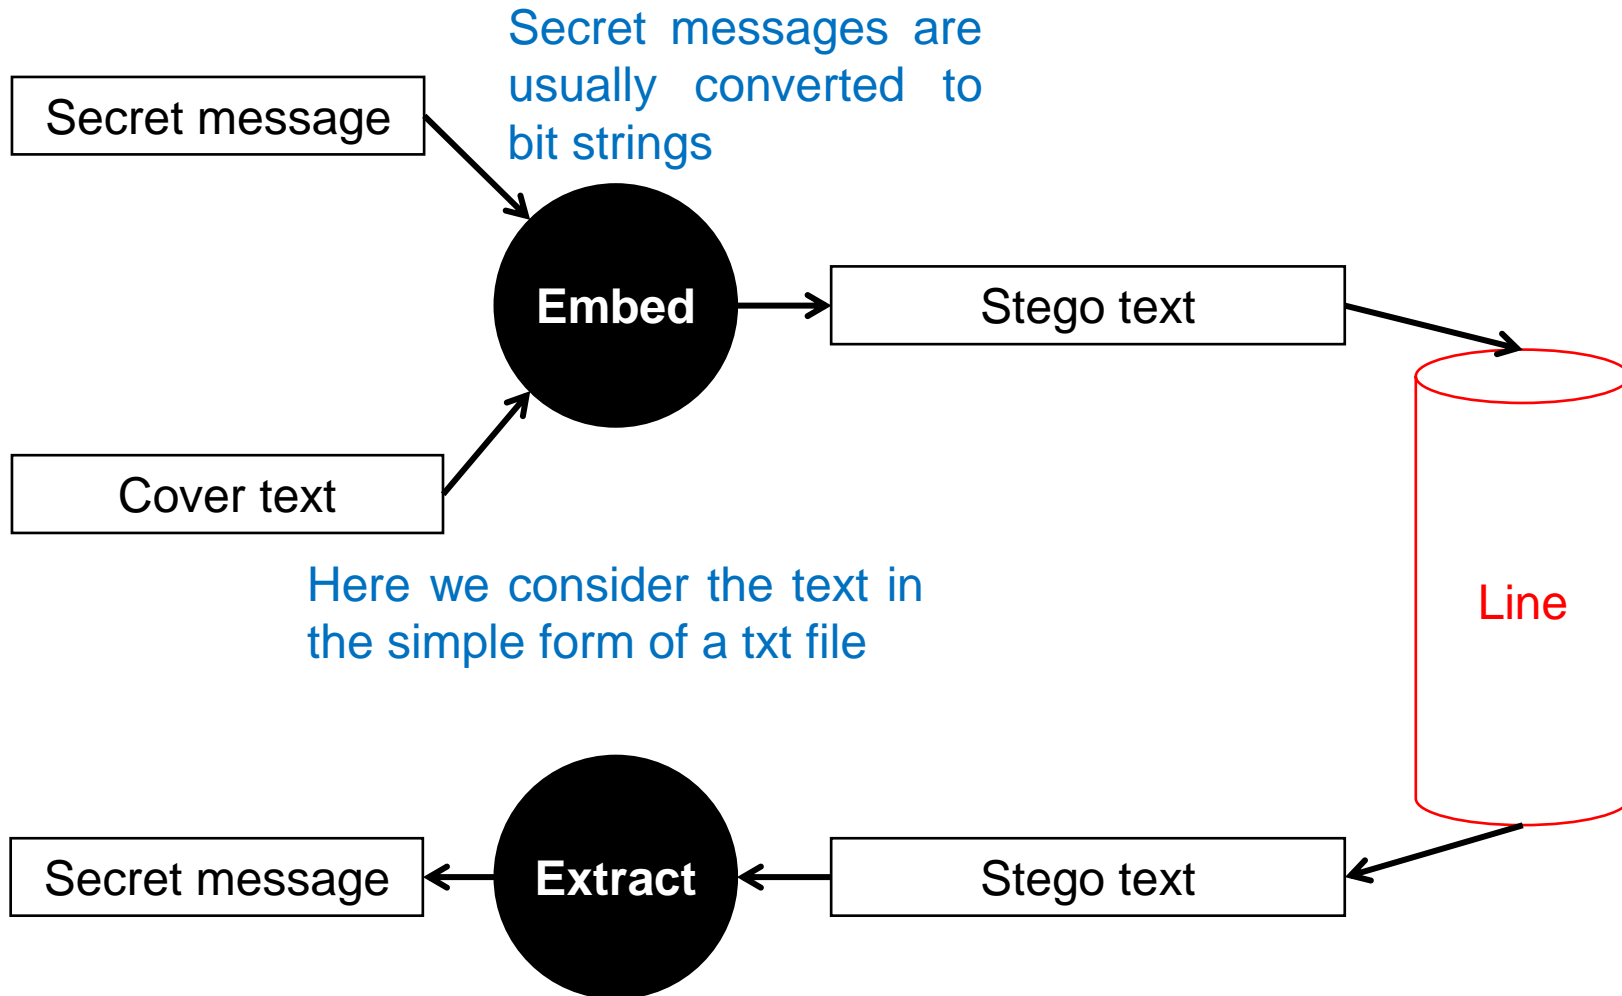 Secret messages are
usually converted to
bit strings
Secret message
Embed
Stego text
Cover text
Here we consider the text in
the simple form of a txt file
Line
Secret message
Extract
Stego text